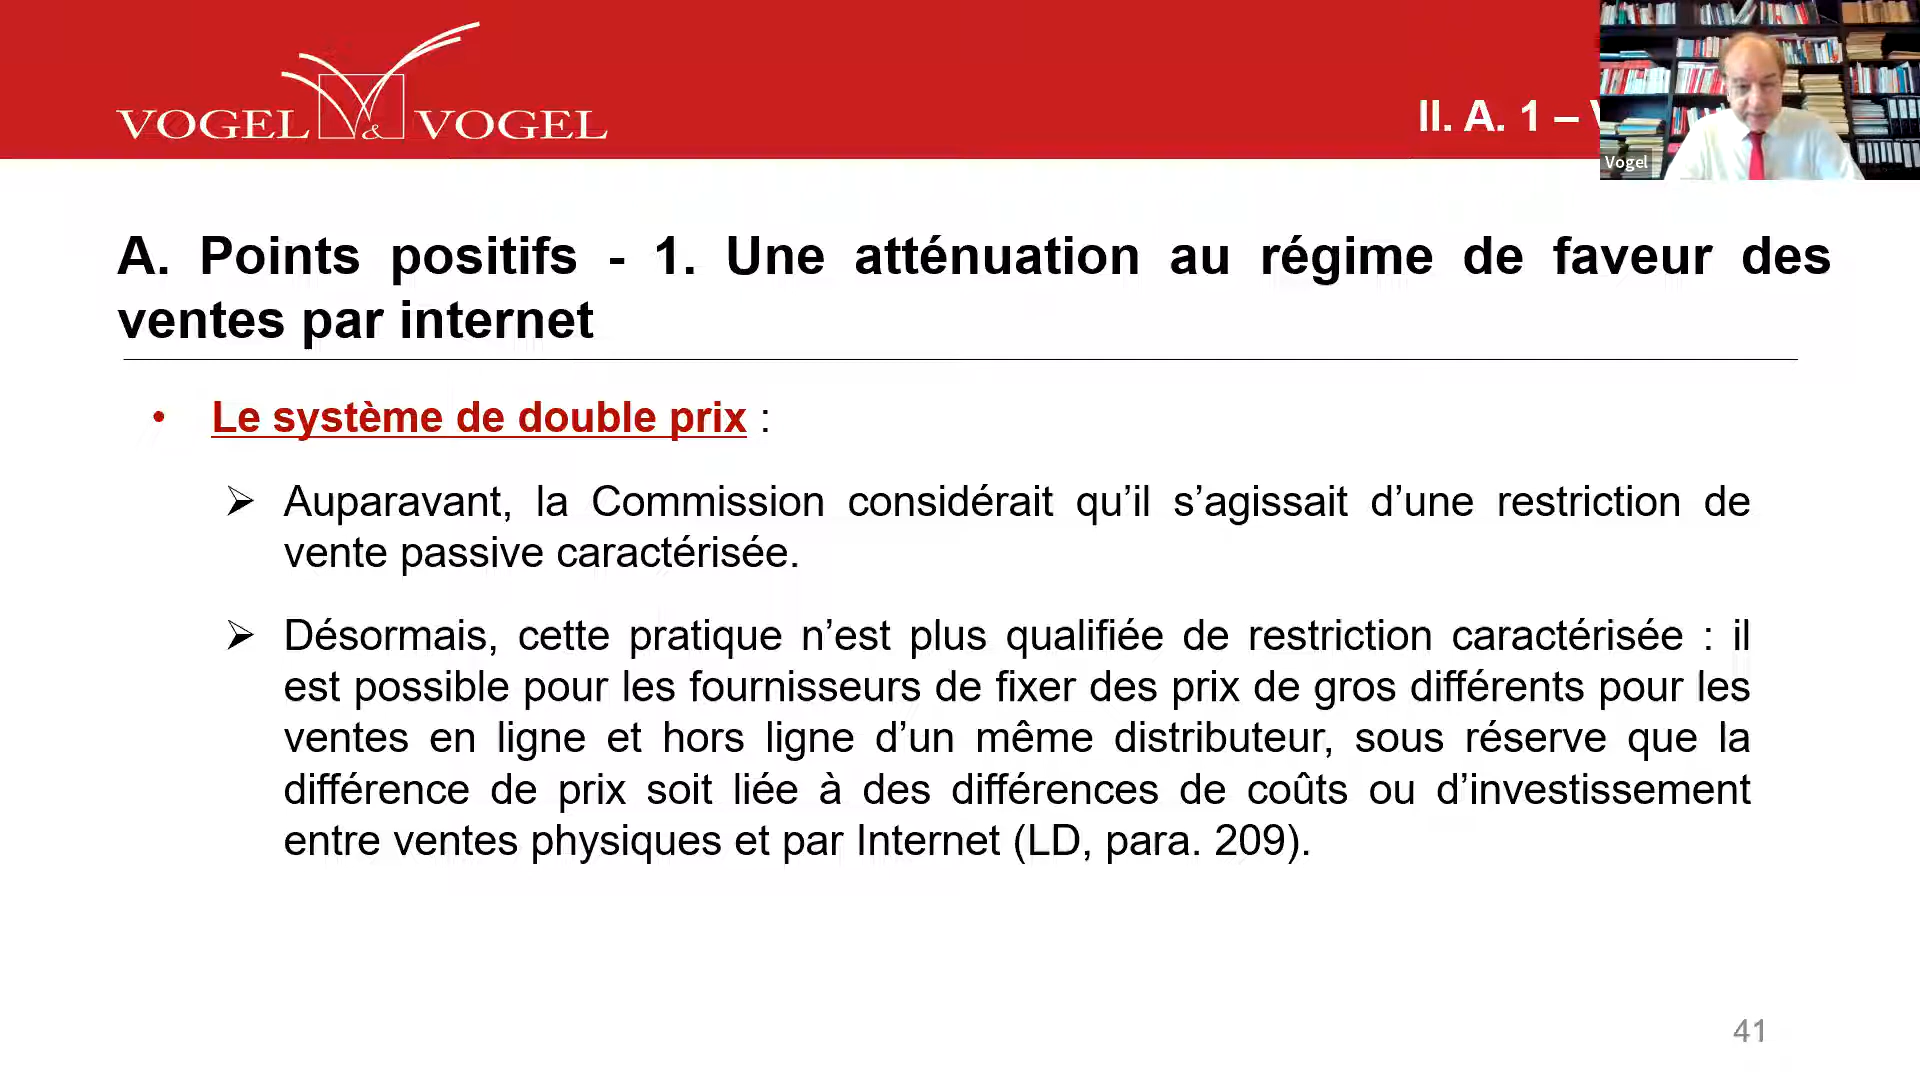 VOGEL & VOGEL
II. A. 1 –
Vogel
A. Points positifs - 1. Une atténuation au régime de faveur des
ventes par internet
• Le système de double prix :
➢ Auparavant, la Commission considérait qu’il s’agissait d’une restriction de
vente passive caractérisée.
➢ Désormais, cette pratique n’est plus qualifiée de restriction caractérisée : il
est possible pour les fournisseurs de fixer des prix de gros différents pour les
ventes en ligne et hors ligne d’un même distributeur, sous réserve que la
différence de prix soit liée à des différences de coûts ou d’investissement
entre ventes physiques et par Internet (LD, para. 209).
41